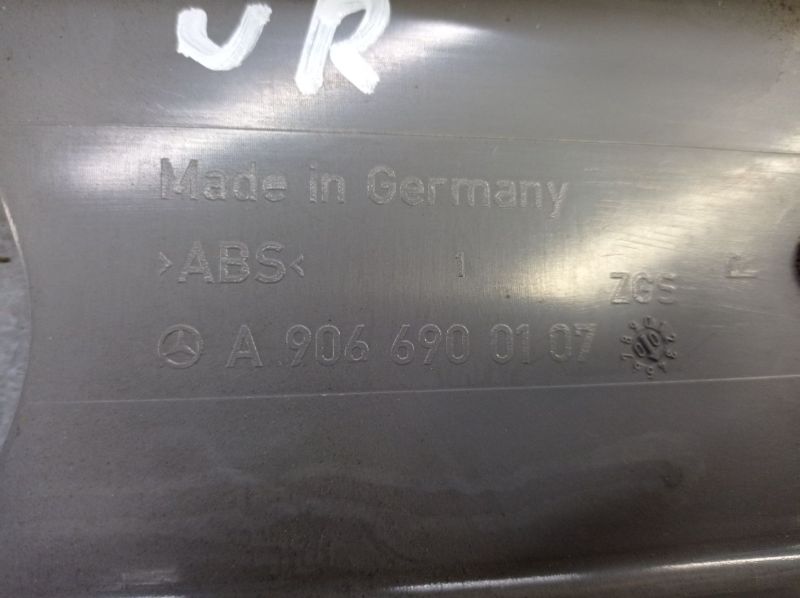 VR
Made in Germany
>ABS< 1
ZGS
A 906 690 01 07